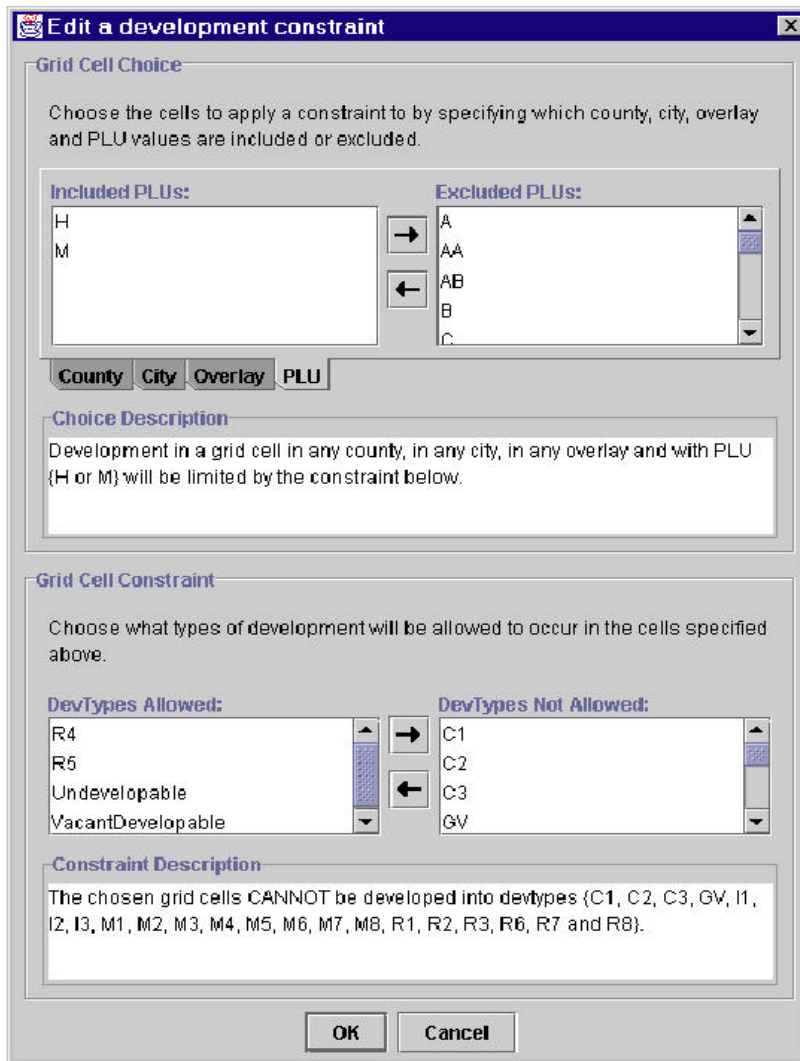 Edit a development constraint
Grid Cell Choice
Choose the cells to apply a constraint to by specifying which county, city, overlay
and PLU values are included or excluded.
Included PLUs:
H
M
Excluded PLUs:
A
AA
AB
B
C
County City Overlay PLU
Choice Description
Development in a grid cell in any county, in any city, in any overlay and with PLU
{H or M} will be limited by the constraint below.
Grid Cell Constraint
Choose what types of development will be allowed to occur in the cells specified
above.
DevTypes Allowed:
R4
R5
Undevelopable
VacantDevelopable
DevTypes Not Allowed:
C1
C2
C3
GV
Constraint Description
The chosen grid cells CANNOT be developed into devtypes {C1, C2, C3, GV, I1,
I2, I3, M1, M2, M3, M4, M5, M6, M7, M8, R1, R2, R3, R6, R7 and R8}.
OK Cancel